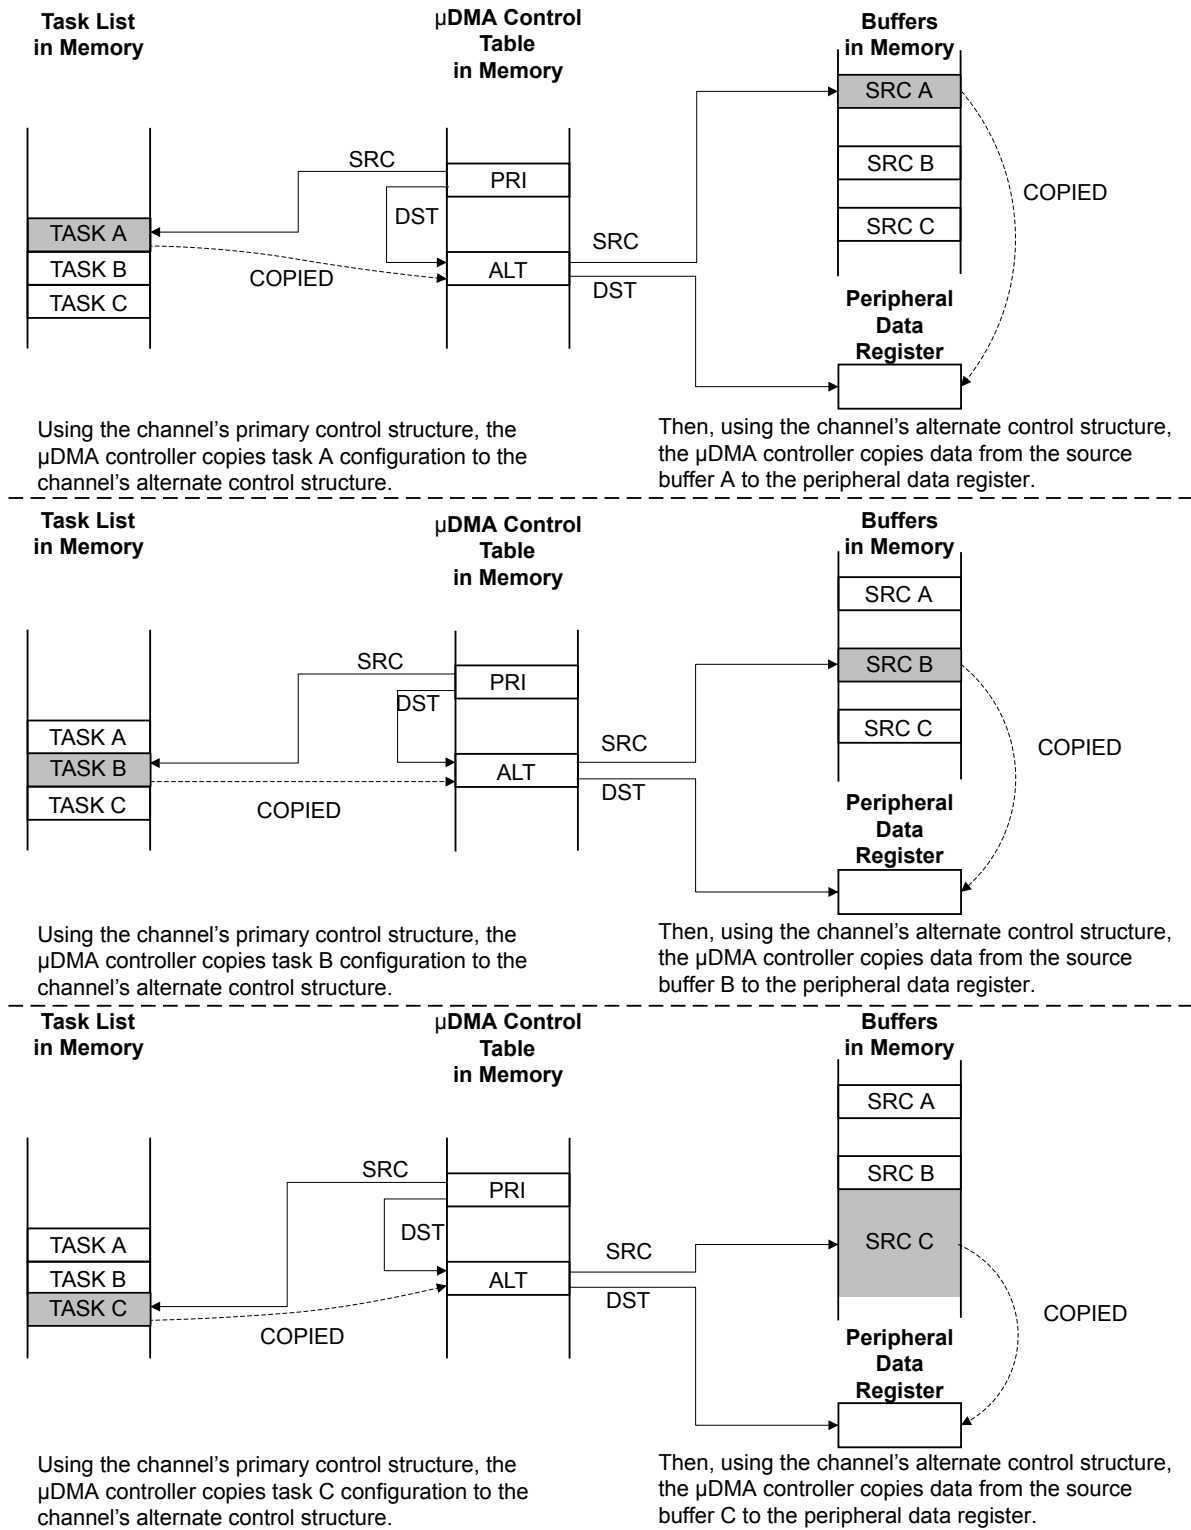 Task List
in Memory
µDMA Control
Table
in Memory
Buffers
in Memory
SRC A
SRC B
SRC C
COPIED
SRC
PRI
DST
TASK A
TASK B
TASK C
COPIED
ALT
SRC
DST
Peripheral
Data
Register
Using the channel's primary control structure, the
µDMA controller copies task A configuration to the
channel's alternate control structure.
Then, using the channel's alternate control structure,
the µDMA controller copies data from the source
buffer A to the peripheral data register.
Task List
in Memory
µDMA Control
Table
in Memory
Buffers
in Memory
SRC A
SRC B
SRC C
COPIED
SRC
PRI
DST
TASK A
TASK B
TASK C
COPIED
ALT
SRC
DST
Peripheral
Data
Register
Using the channel's primary control structure, the
µDMA controller copies task B configuration to the
channel's alternate control structure.
Then, using the channel's alternate control structure,
the µDMA controller copies data from the source
buffer B to the peripheral data register.
Task List
in Memory
µDMA Control
Table
in Memory
Buffers
in Memory
SRC A
SRC B
SRC C
COPIED
SRC
PRI
DST
TASK A
TASK B
TASK C
COPIED
ALT
SRC
DST
Peripheral
Data
Register
Using the channel's primary control structure, the
µDMA controller copies task C configuration to the
channel's alternate control structure.
Then, using the channel's alternate control structure,
the µDMA controller copies data from the source
buffer C to the peripheral data register.